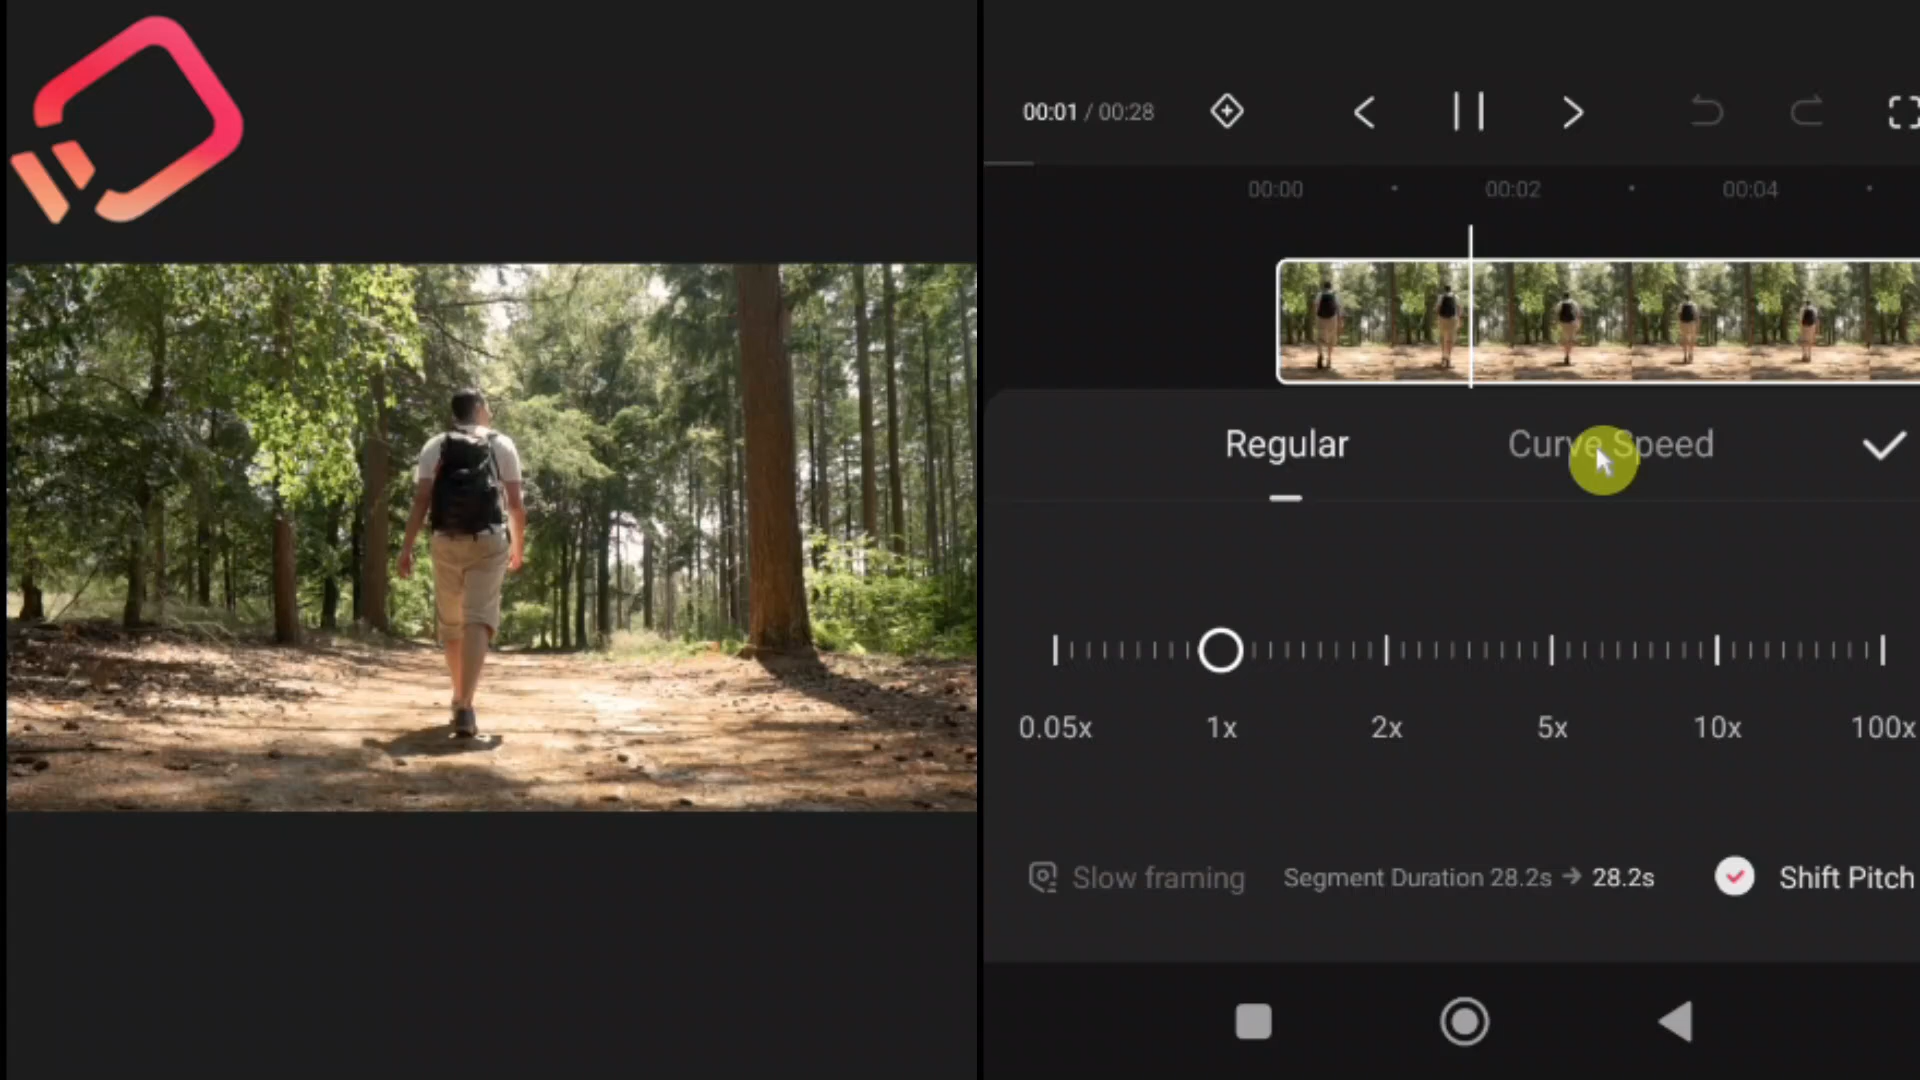 00:01 / 00:28
00:00 00:02 00:04
Regular Curve Speed
0.05x 1x 2x 5x 10x 100x
Slow framing Segment Duration 28.2s → 28.2s Shift Pitch